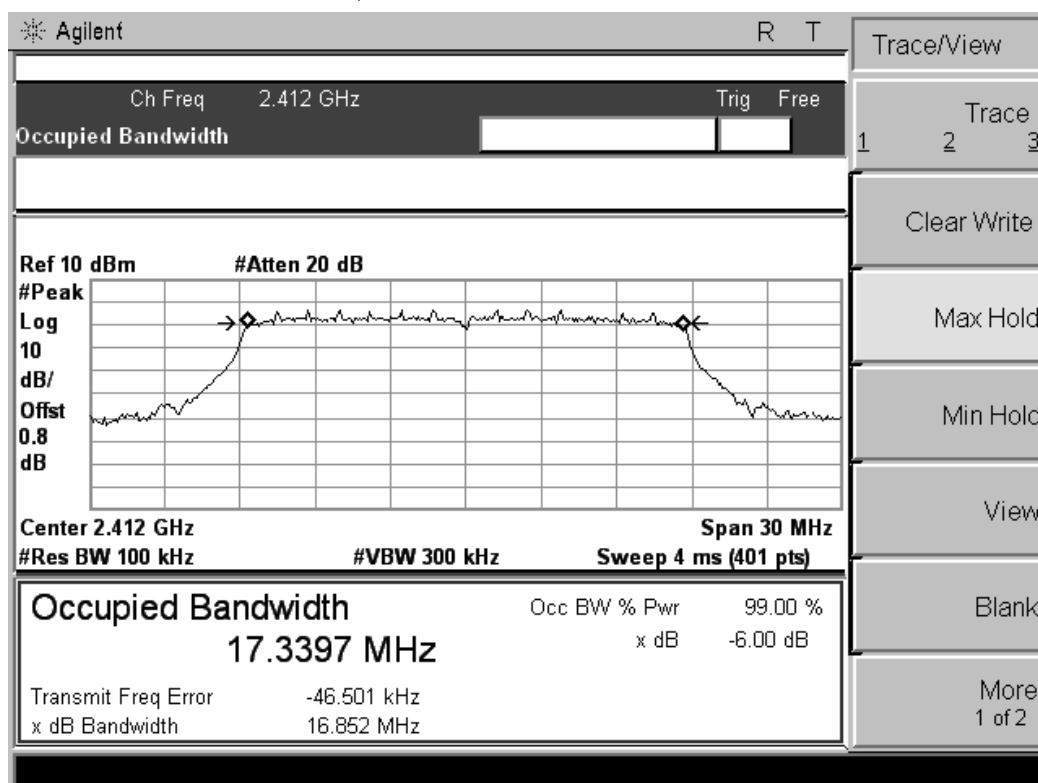 Agilent R T
Trace/View
Ch Freq 2.412 GHz Trig Free
Occupied Bandwidth
Trace
1 2 3
Clear Write
Ref 10 dBm #Atten 20 dB
#Peak
Log
10
dB/
Offst
0.8
dB
Max Hold
Min Hold
View
Center 2.412 GHz Span 30 MHz
#Res BW 100 kHz #VBW 300 kHz Sweep 4 ms (401 pts)
Occupied Bandwidth Occ BW % Pwr 99.00 %
17.3397 MHz x dB -6.00 dB
Transmit Freq Error -46.501 kHz
x dB Bandwidth 16.852 MHz
Blank
More
1 of 2